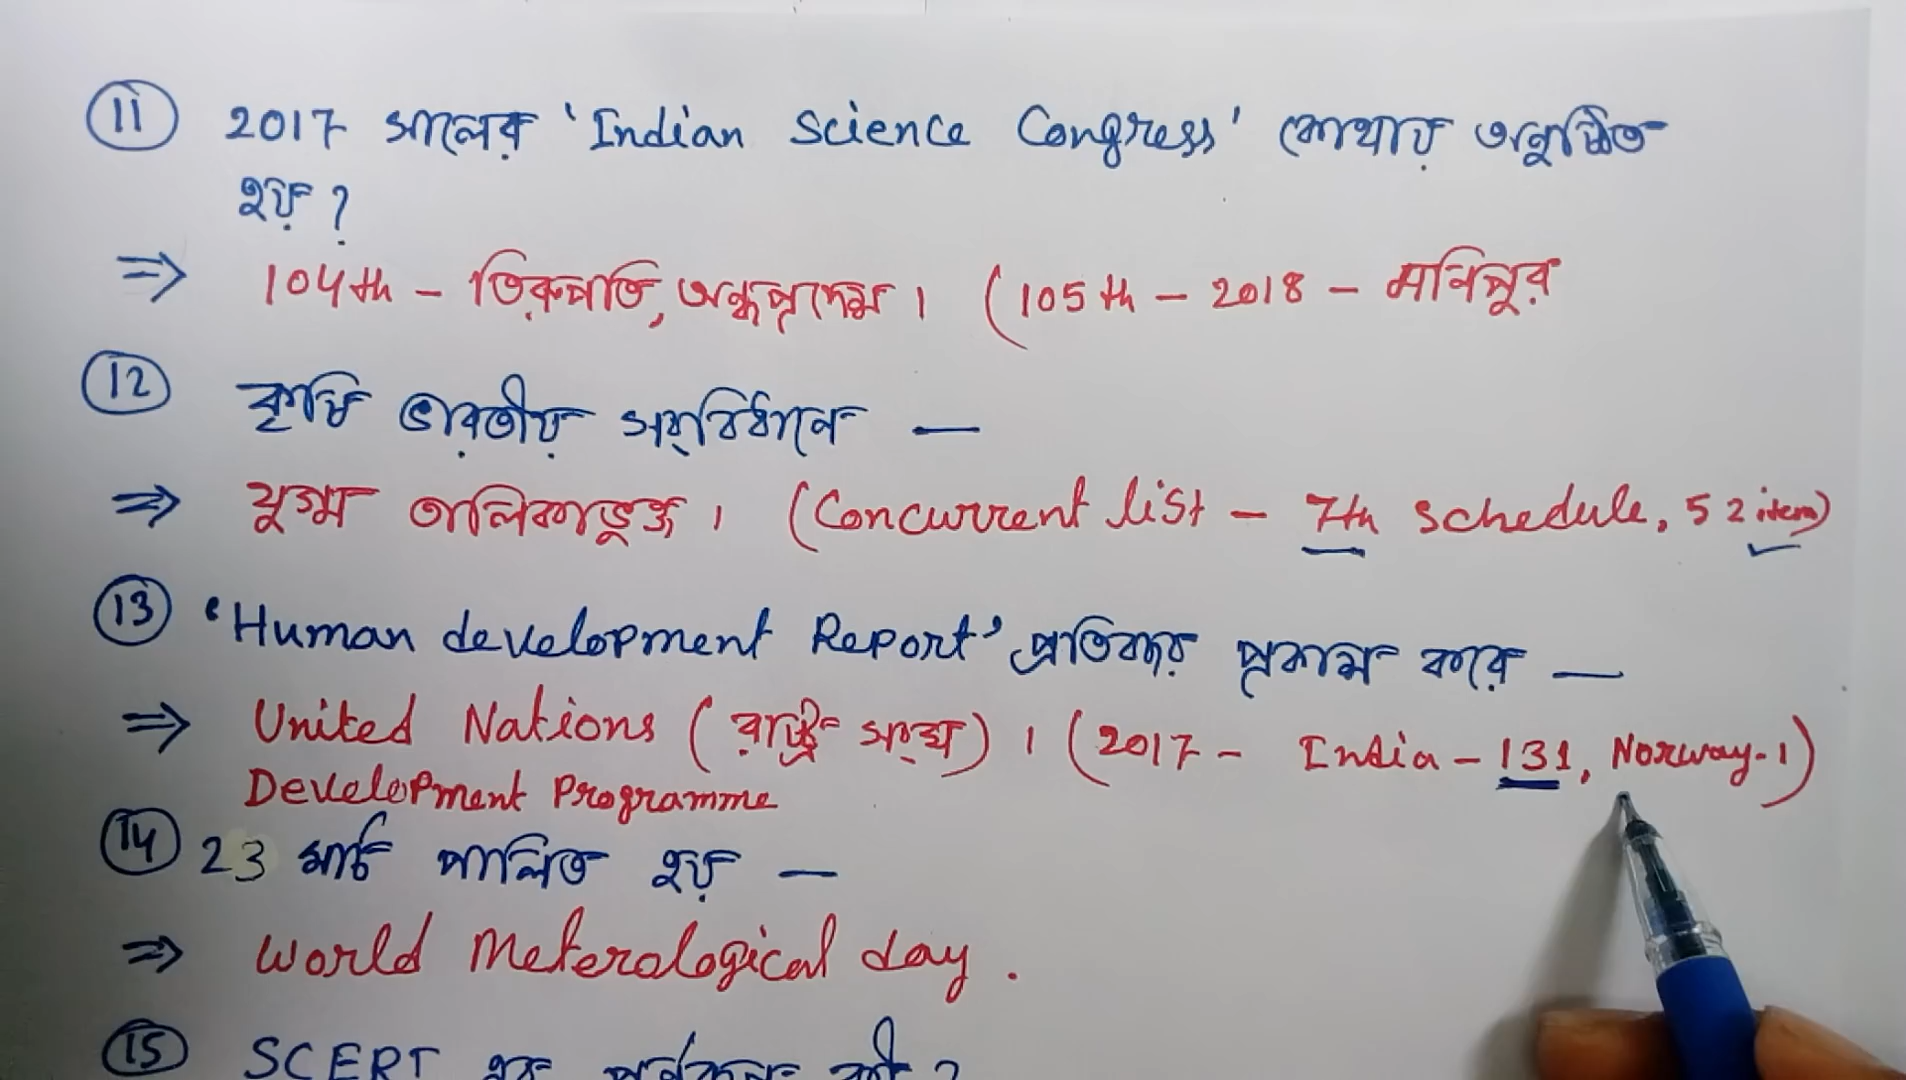 11 2017 সালের 'Indian Science Congress' কোথায় অনুষ্ঠিত
হয়?
⇒ 104th - তিরুপতি, অন্ধ্রপ্রদেশ। (105th - 2018 - মনিপুর
12 কৃষি ভারতীয় সংবিধানে —
⇒ যুগ্ম তালিকাভুক্ত। (Concurrent list - 7th Schedule, 52 item)
13 'Human development Report' প্রতিবছর প্রকাশ করে —
⇒ United Nations (রাষ্ট্র সংঘ)। (2017 - India - 131, Norway-1)
Development Programme
14 23 মার্চ পালিত হয় —
⇒ World Meterological day.
15 SCERT এর কী?